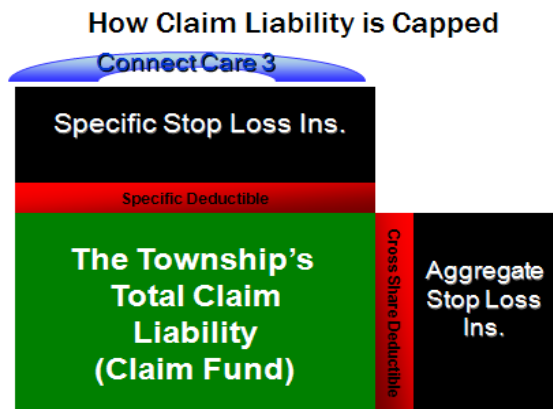 How Claim Liability is Capped
Connect Care 3
Specific Stop Loss Ins.
Specific Deductible
The Township's
Total Claim
Liability
(Claim Fund)
Cross Share Deductible
Aggregate
Stop Loss
Ins.